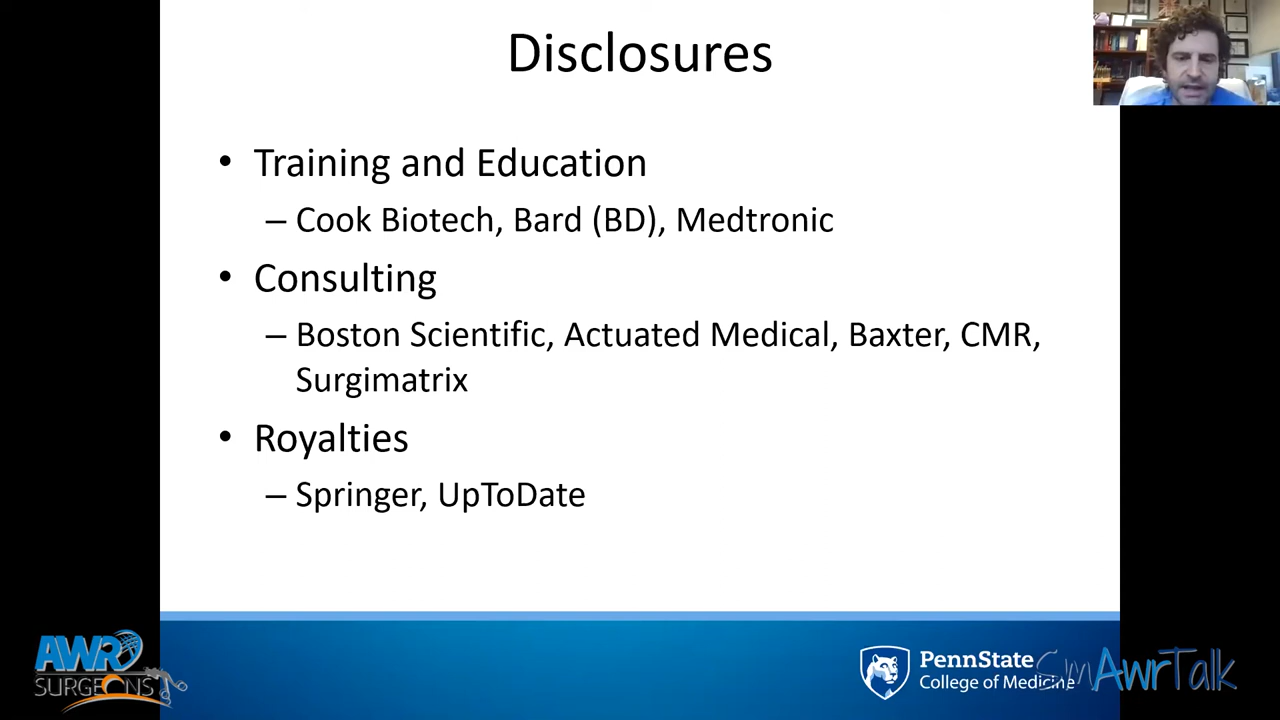 Disclosures
• Training and Education
– Cook Biotech, Bard (BD), Medtronic
• Consulting
– Boston Scientific, Actuated Medical, Baxter, CMR,
Surgimatrix
• Royalties
– Springer, UpToDate
AWR
SURGEONS
PennState
College of Medicine
SmAwrTalk